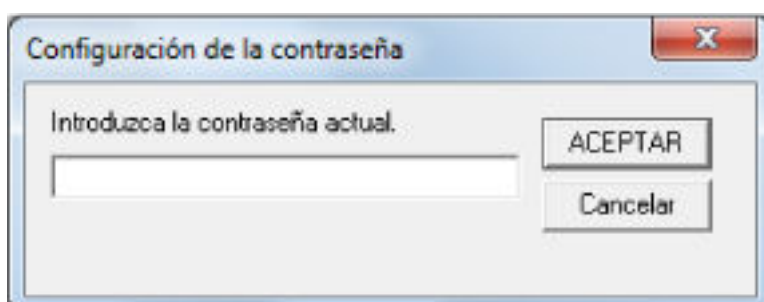 Configuración de la contraseña
Introduzca la contraseña actual.
ACEPTAR
Cancelar